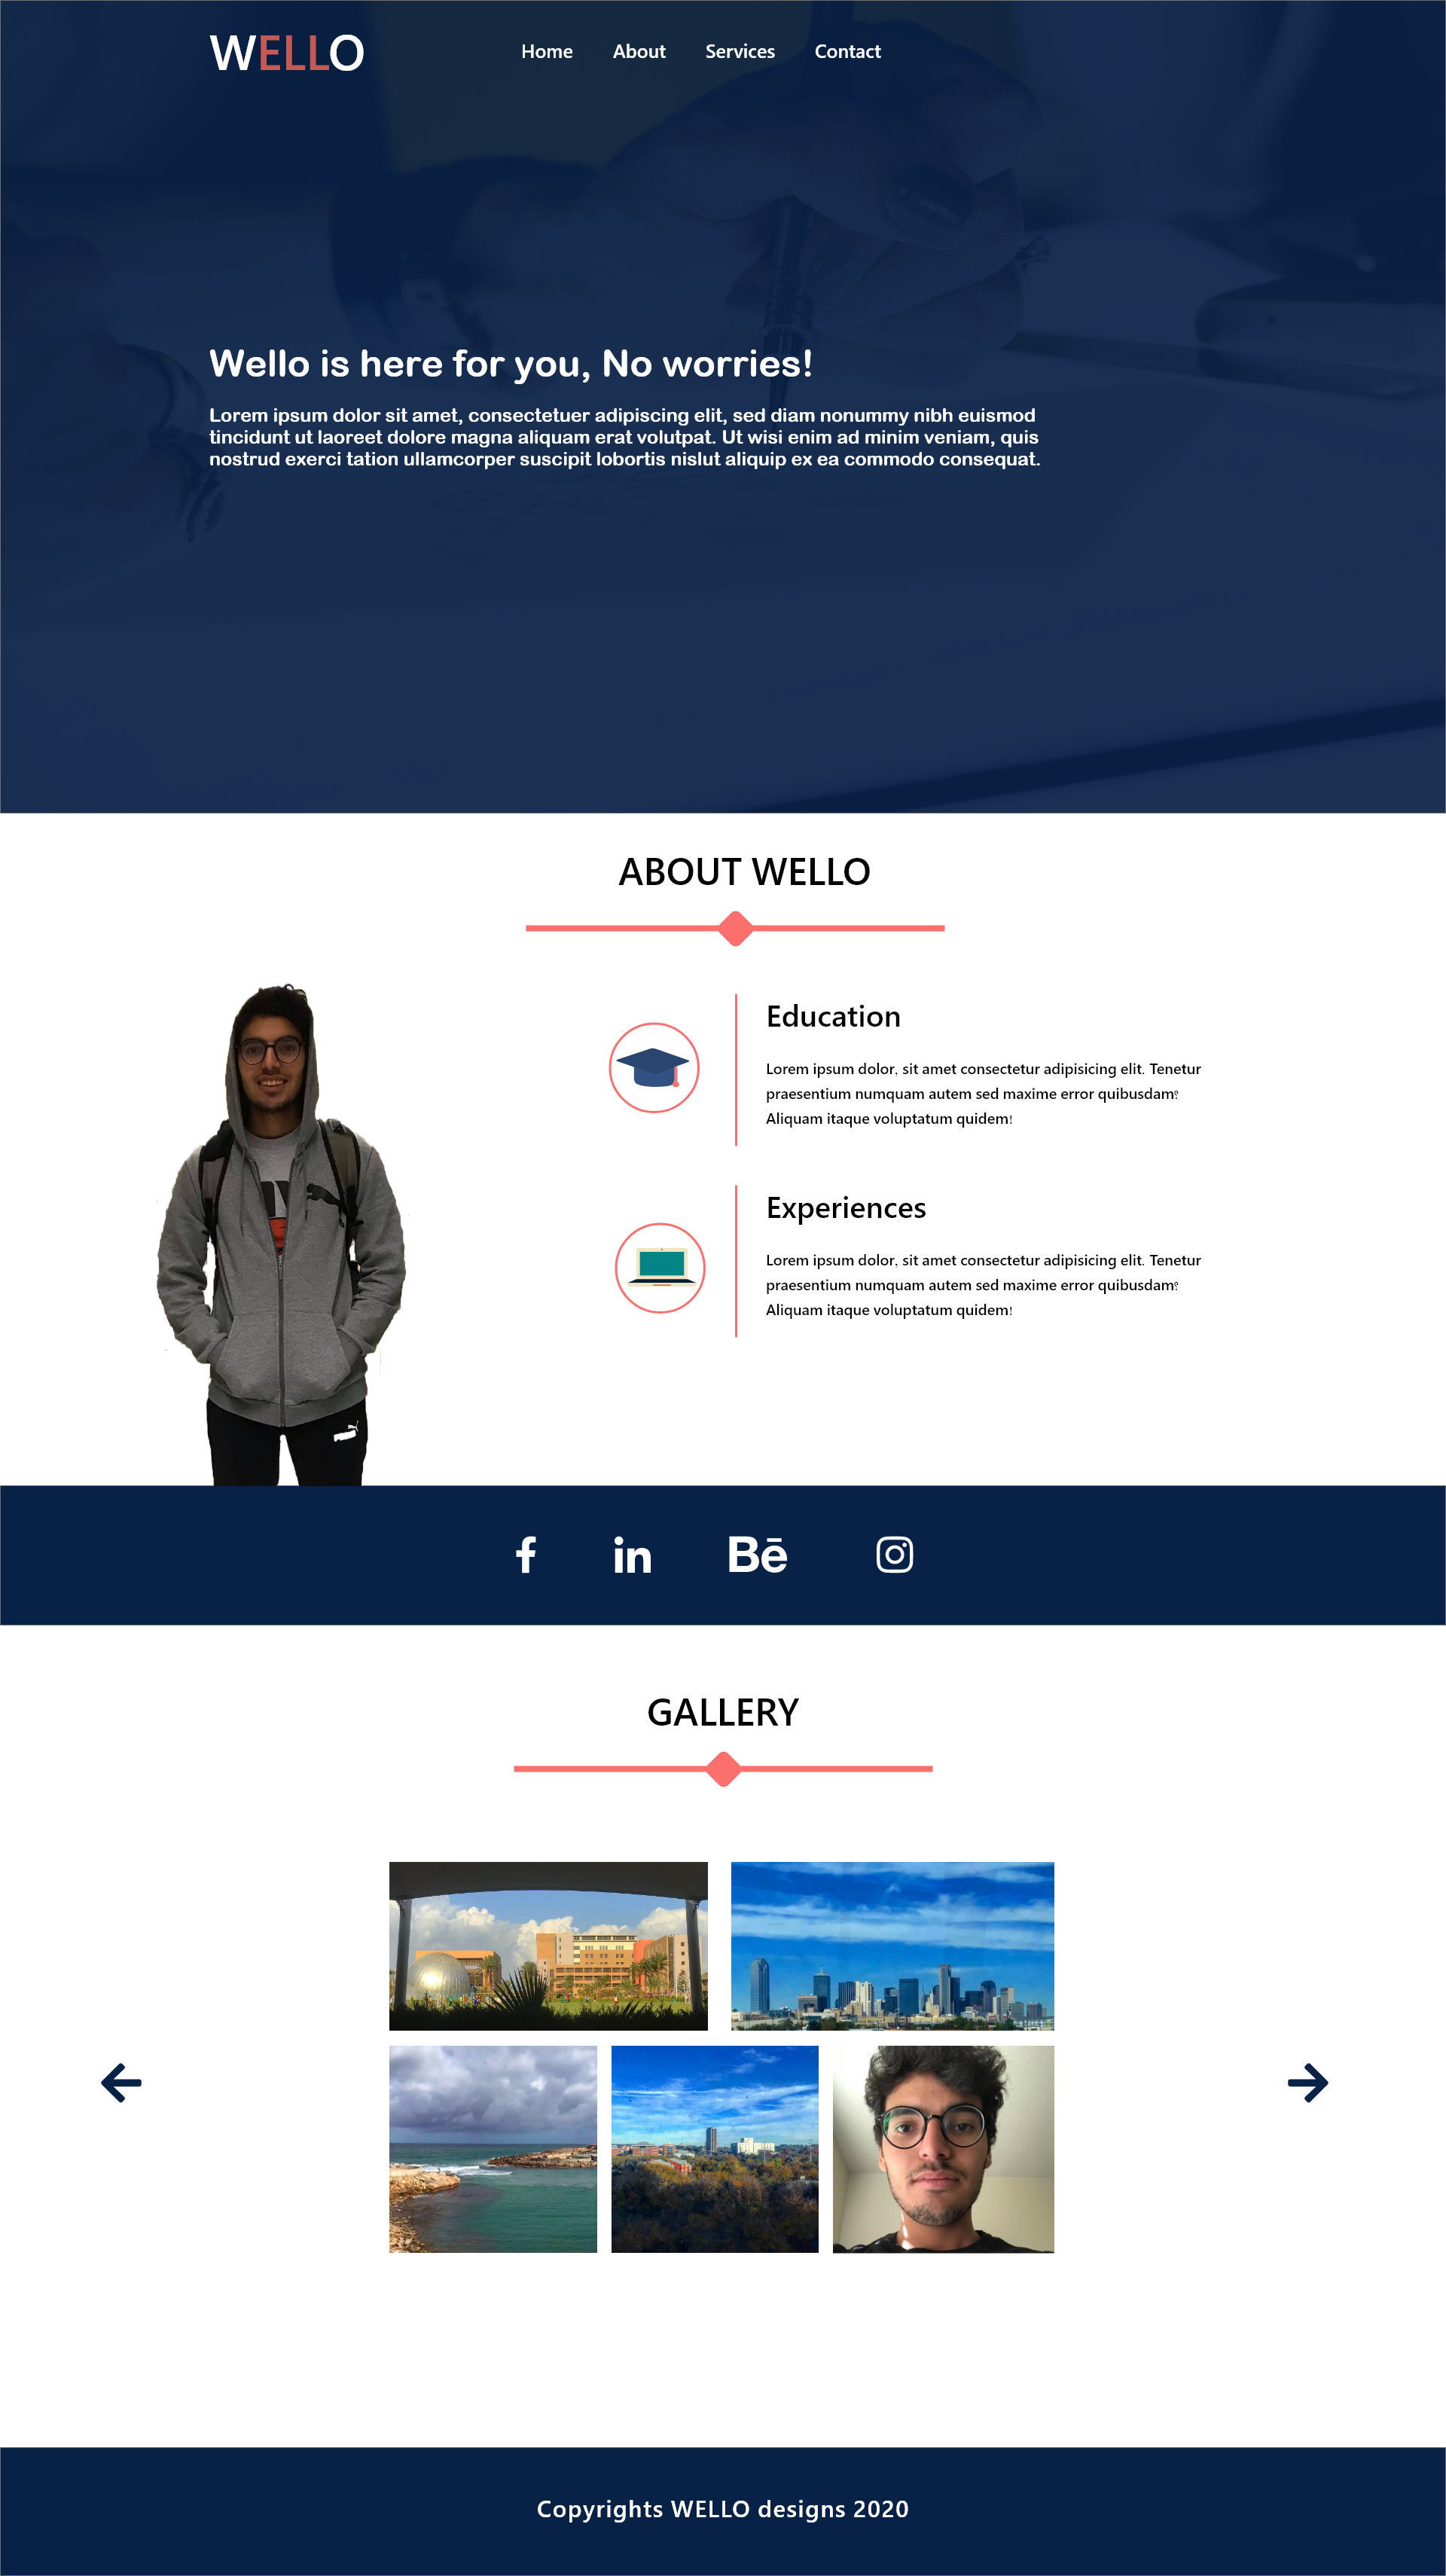 WELLO
Home About Services Contact
Wello is here for you, No worries!
Lorem ipsum dolor sit amet, consectetuer adipiscing elit, sed diam nonummy nibh euismod
tincidunt ut laoreet dolore magna aliquam erat volutpat. Ut wisi enim ad minim veniam, quis
nostrud exerci tation ullamcorper suscipit lobortis nislut aliquip ex ea commodo consequat.
ABOUT WELLO
Education
Lorem ipsum dolor, sit amet consectetur adipisicing elit. Tenetur
praesentium numquam autem sed maxime error quibusdam?
Aliquam itaque voluptatum quidem!
Experiences
Lorem ipsum dolor, sit amet consectetur adipisicing elit. Tenetur
praesentium numquam autem sed maxime error quibusdam?
Aliquam itaque voluptatum quidem!
f in Bē
GALLERY
Copyrights WELLO designs 2020